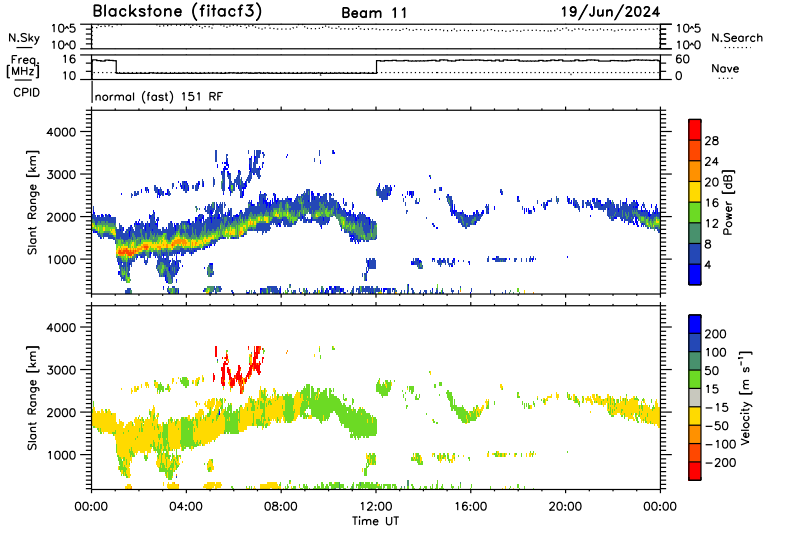 Blackstone (fitacf3) Beam 11 19/Jun/2024
N.Sky 10^5 10^5 N.Search
10^0 10^0
Freq. 16 60 Nave
[MHz] 10 0
CPID normal (fast) 151 RF
4000
3000
2000
1000
Slant Range [km]
28
24
20
16
12
8
4
Power [dB]
4000
3000
2000
1000
Slant Range [km]
200
100
50
15
-15
-50
-100
-200
Velocity [m s⁻¹]
00:00 04:00 08:00 12:00 16:00 20:00 00:00
Time UT